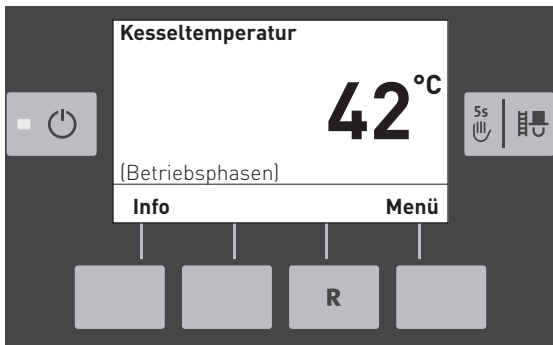 Kesseltemperatur
42 °C
5s
(Betriebsphasen)
Info Menü
R